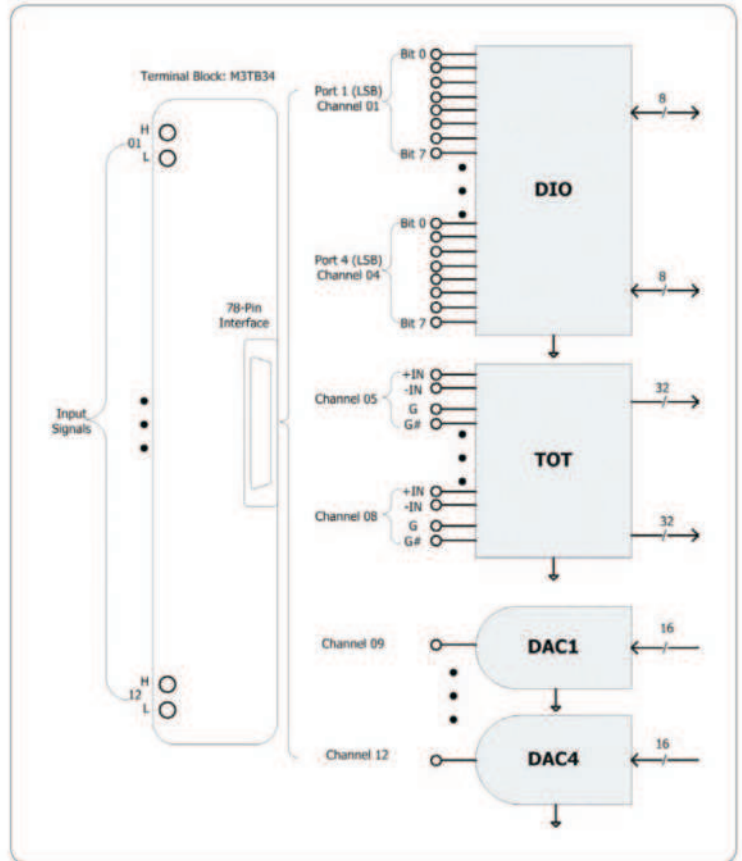 Terminal Block: M3TB34
H
01
L
Input
Signals
H
12
L
78-Pin
Interface
Port 1 (LSB)
Channel 01
Bit 0
Bit 7
Port 4 (LSB)
Channel 04
Bit 0
Bit 7
DIO
8
8
Channel 05
+IN
-IN
G
G#
Channel 08
+IN
-IN
G
G#
TOT
32
32
Channel 09
DAC1
16
Channel 12
DAC4
16